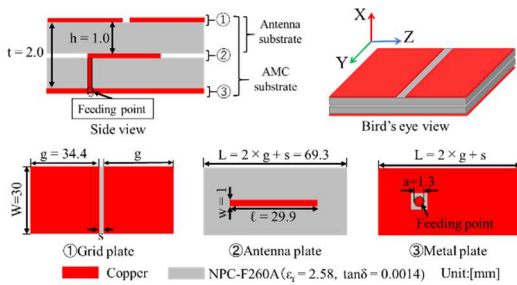 ①
Antenna
substrate
h = 1.0
t = 2.0
②
AMC
substrate
③
Feeding point
Side view
X
Z
Y
Bird's eye view
g = 34.4
g
W=30
s
①Grid plate
L = 2 × g + s = 69.3
w = 1
ℓ = 29.9
②Antenna plate
L = 2 × g + s
a=1.3
Feeding point
③Metal plate
Copper
NPC-F260A(εr = 2.58, tanδ = 0.0014) Unit:[mm]